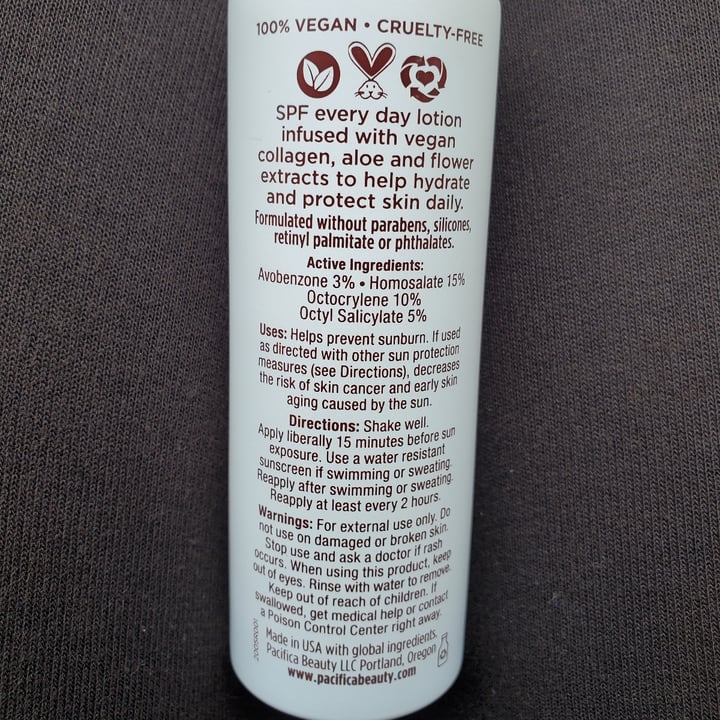 100% VEGAN • CRUELTY-FREE
SPF every day lotion
infused with vegan
collagen, aloe and flower
extracts to help hydrate
and protect skin daily.
Formulated without parabens, silicones,
retinyl palmitate or phthalates.
Active Ingredients:
Avobenzone 3% • Homosalate 15%
Octocrylene 10%
Octyl Salicylate 5%
Uses: Helps prevent sunburn. If used
as directed with other sun protection
measures (see Directions), decreases
the risk of skin cancer and early skin
aging caused by the sun.
Directions: Shake well.
Apply liberally 15 minutes before sun
exposure. Use a water resistant
sunscreen if swimming or sweating.
Reapply after swimming or sweating.
Reapply at least every 2 hours.
Warnings: For external use only. Do
not use on damaged or broken skin.
Stop use and ask a doctor if rash
occurs. When using this product, keep
out of eyes. Rinse with water to remove.
Keep out of reach of children. If
swallowed, get medical help or contact
a Poison Control Center right away.
Made in USA with global ingredients.
Pacifica Beauty LLC Portland, Oregon
www.pacificabeauty.com
200SR001